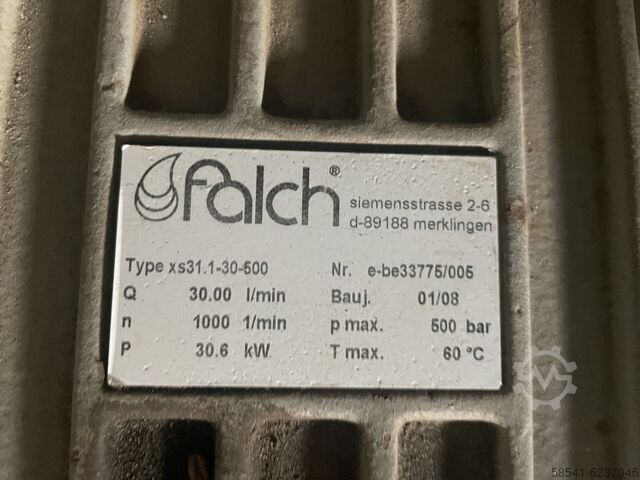 falch®
siemensstrasse 2-6
d-89188 merklingen
Type xs31.1-30-500 Nr. e-be33775/005
Q 30.00 l/min Bauj. 01/08
n 1000 1/min p max. 500 bar
P 30.6 kW T max. 60 °C
58541-6237046